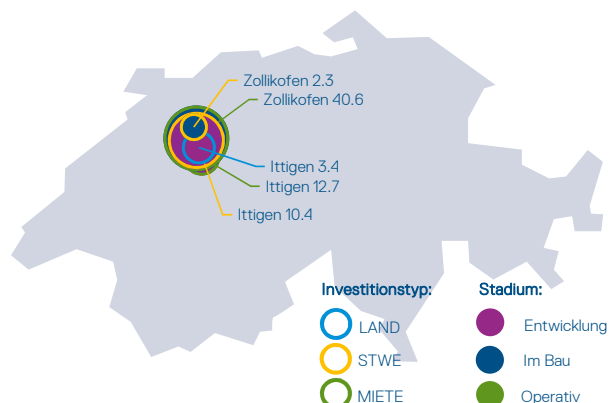 Zollikofen 2.3
Zollikofen 40.6
Ittigen 3.4
Ittigen 12.7
Ittigen 10.4
Investitionstyp:
LAND
STWE
MIETE
Stadium:
Entwicklung
Im Bau
Operativ